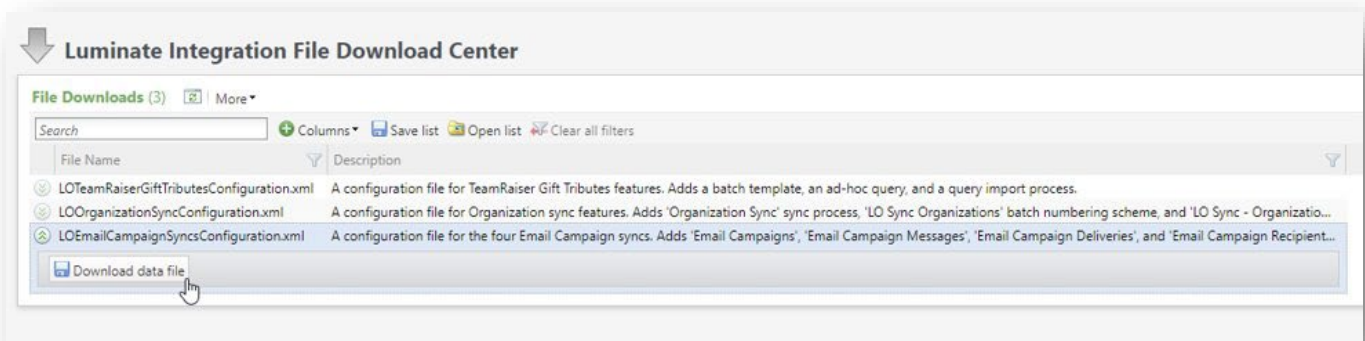 Luminate Integration File Download Center
File Downloads (3) More
Search Columns Save list Open list Clear all filters
File Name Description
LOTeamRaiserGiftTributesConfiguration.xml A configuration file for TeamRaiser Gift Tributes features. Adds a batch template, an ad-hoc query, and a query import process.
LOOrganizationSyncConfiguration.xml A configuration file for Organization sync features. Adds 'Organization Sync' sync process, 'LO Sync Organizations' batch numbering scheme, and 'LO Sync - Organizatio...
LOEmailCampaignSyncsConfiguration.xml A configuration file for the four Email Campaign syncs. Adds 'Email Campaigns', 'Email Campaign Messages', 'Email Campaign Deliveries', and 'Email Campaign Recipient...
Download data file